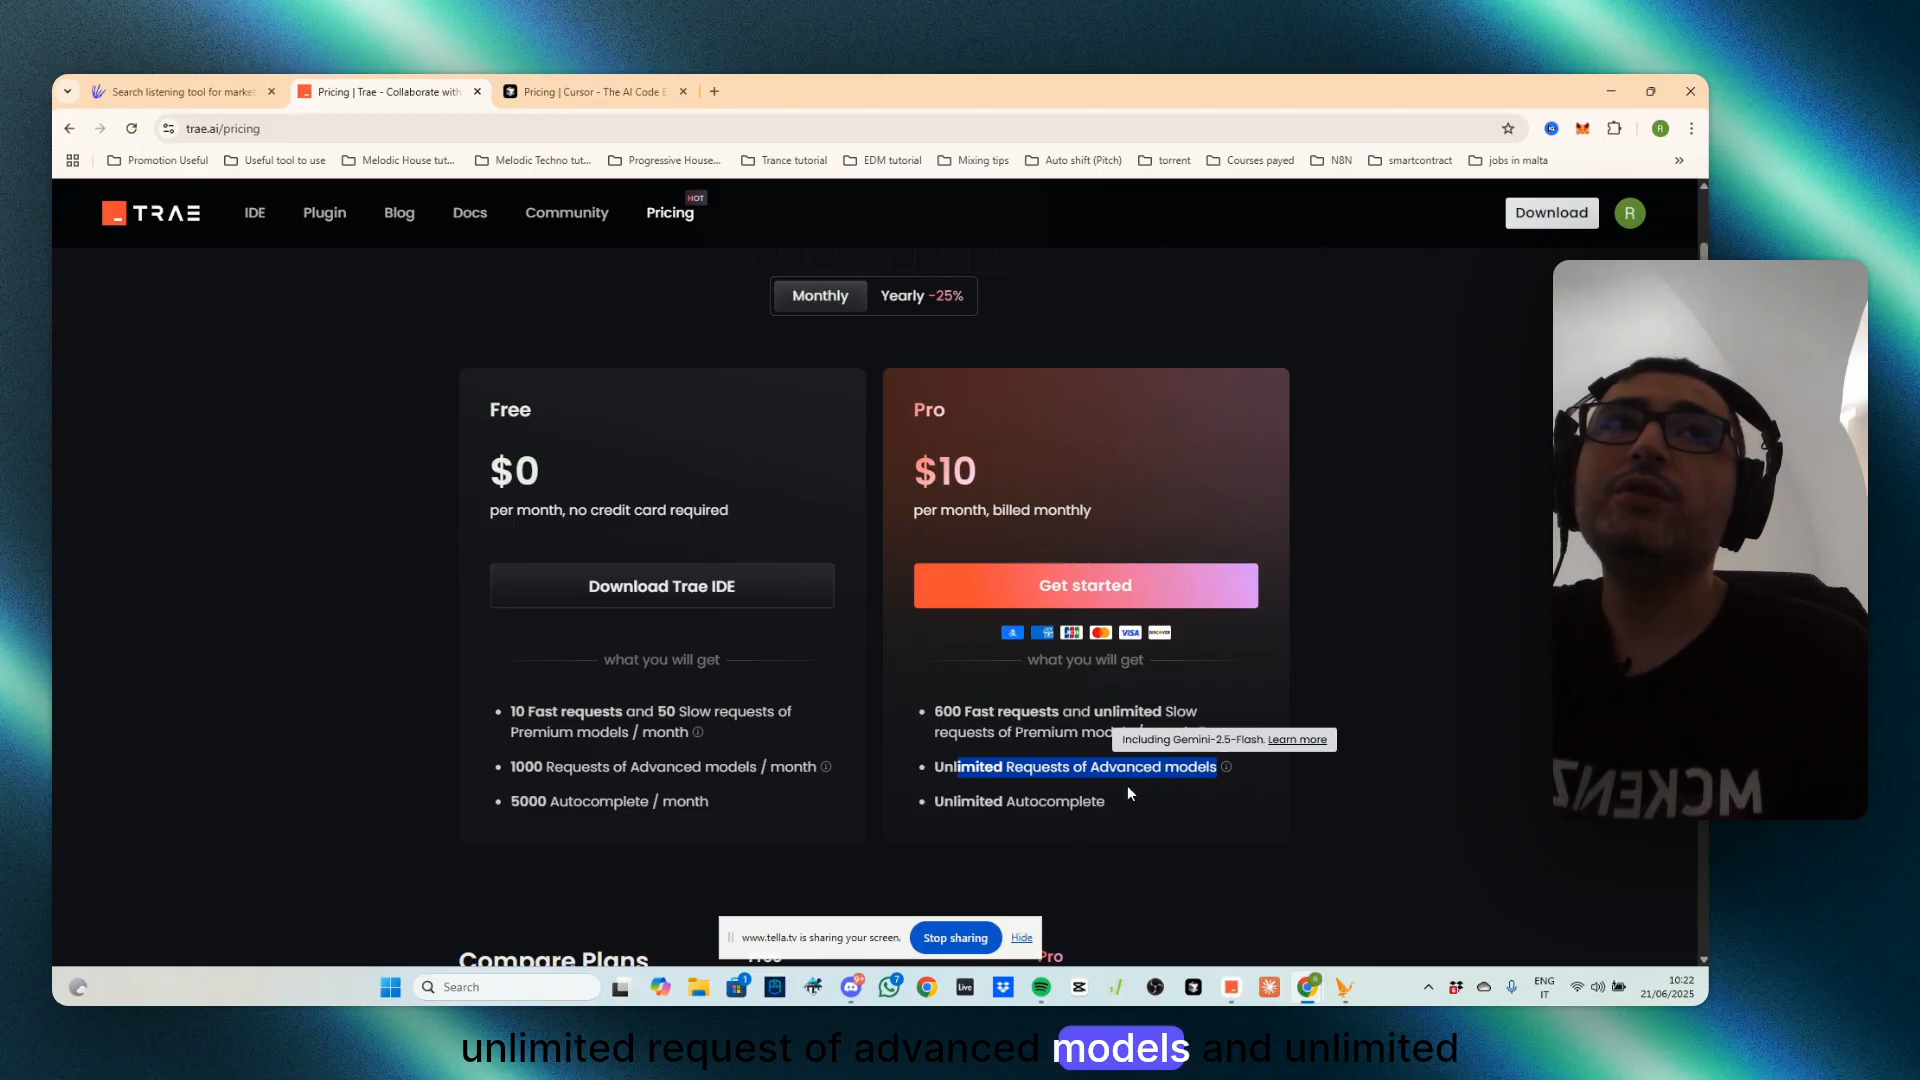 Search listening tool for market
Pricing | Trae - Collaborate with
Pricing | Cursor - The AI Code E
trae.ai/pricing
R
Promotion Useful
Useful tool to use
Melodic House tut...
Melodic Techno tut...
Progressive House...
Trance tutorial
EDM tutorial
Mixing tips
Auto shift (Pitch)
torrent
Courses payed
N8N
smartcontract
jobs in malta
TRAE
IDE
Plugin
Blog
Docs
Community
Pricing
HOT
Download
R
Monthly
Yearly -25%
Free
$0
per month, no credit card required
Download Trae IDE
what you will get
10 Fast requests and 50 Slow requests of
Premium models / month
1000 Requests of Advanced models / month
5000 Autocomplete / month
Pro
$10
per month, billed monthly
Get started
VISA
what you will get
600 Fast requests and unlimited Slow
requests of Premium mod
Including Gemini-2.5-Flash. Learn more
Unlimited Requests of Advanced models
Unlimited Autocomplete
MCKENZ
www.tella.tv is sharing your screen.
Stop sharing
Hide
Compare Plans
Pro
Search
Live
ENG
IT
10:22
21/06/2025
unlimited request of advanced models and unlimited